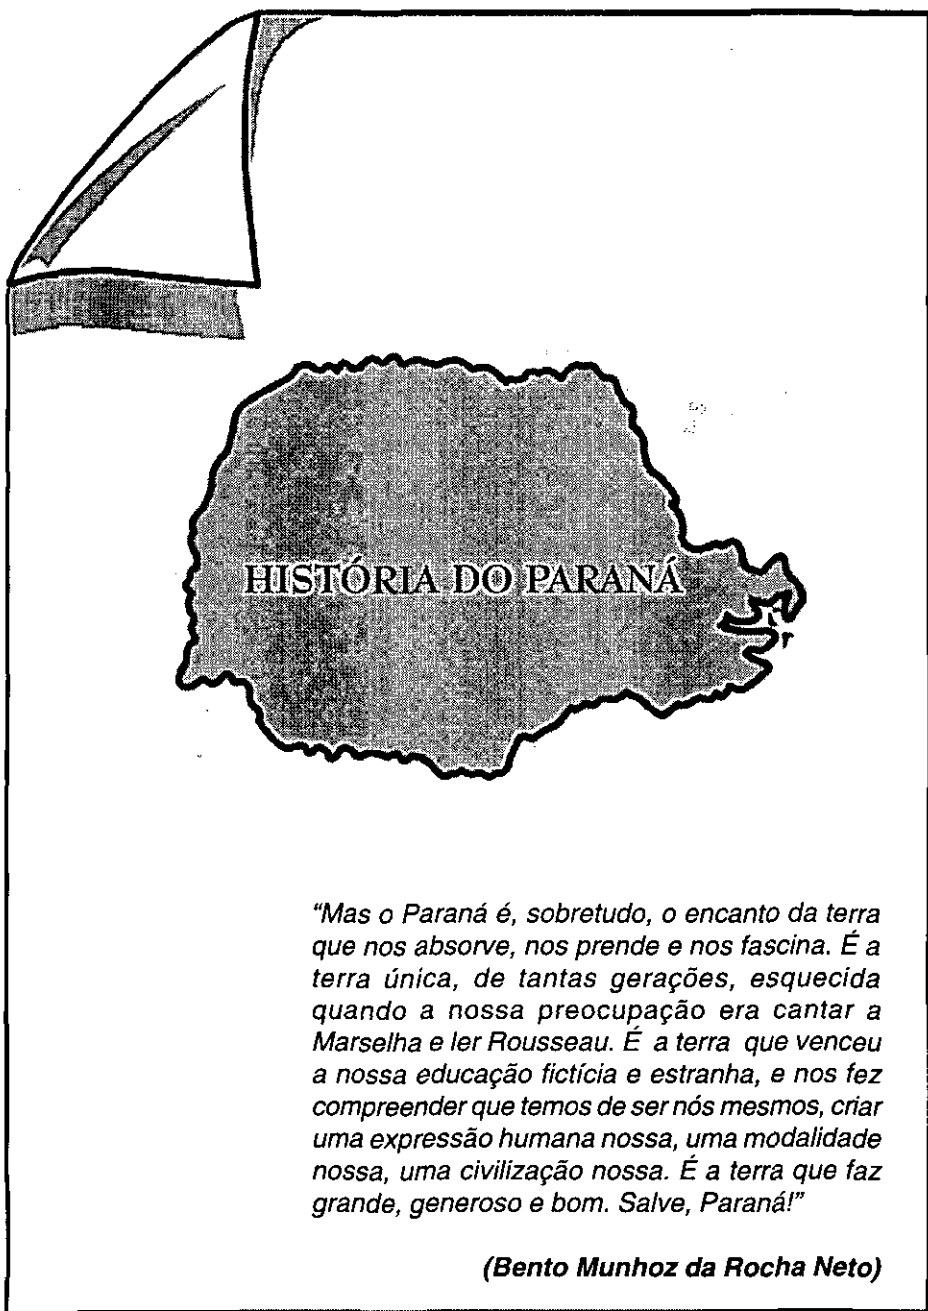 HISTÓRIA DO PARANÁ
“Mas o Paraná é, sobretudo, o encanto da terra
que nos absorve, nos prende e nos fascina. É a
terra única, de tantas gerações, esquecida
quando a nossa preocupação era cantar a
Marselha e ler Rousseau. É a terra que venceu
a nossa educação fictícia e estranha, e nos fez
compreender que temos de ser nós mesmos, criar
uma expressão humana nossa, uma modalidade
nossa, uma civilização nossa. É a terra que faz
grande, generoso e bom. Salve, Paraná!”
(Bento Munhoz da Rocha Neto)